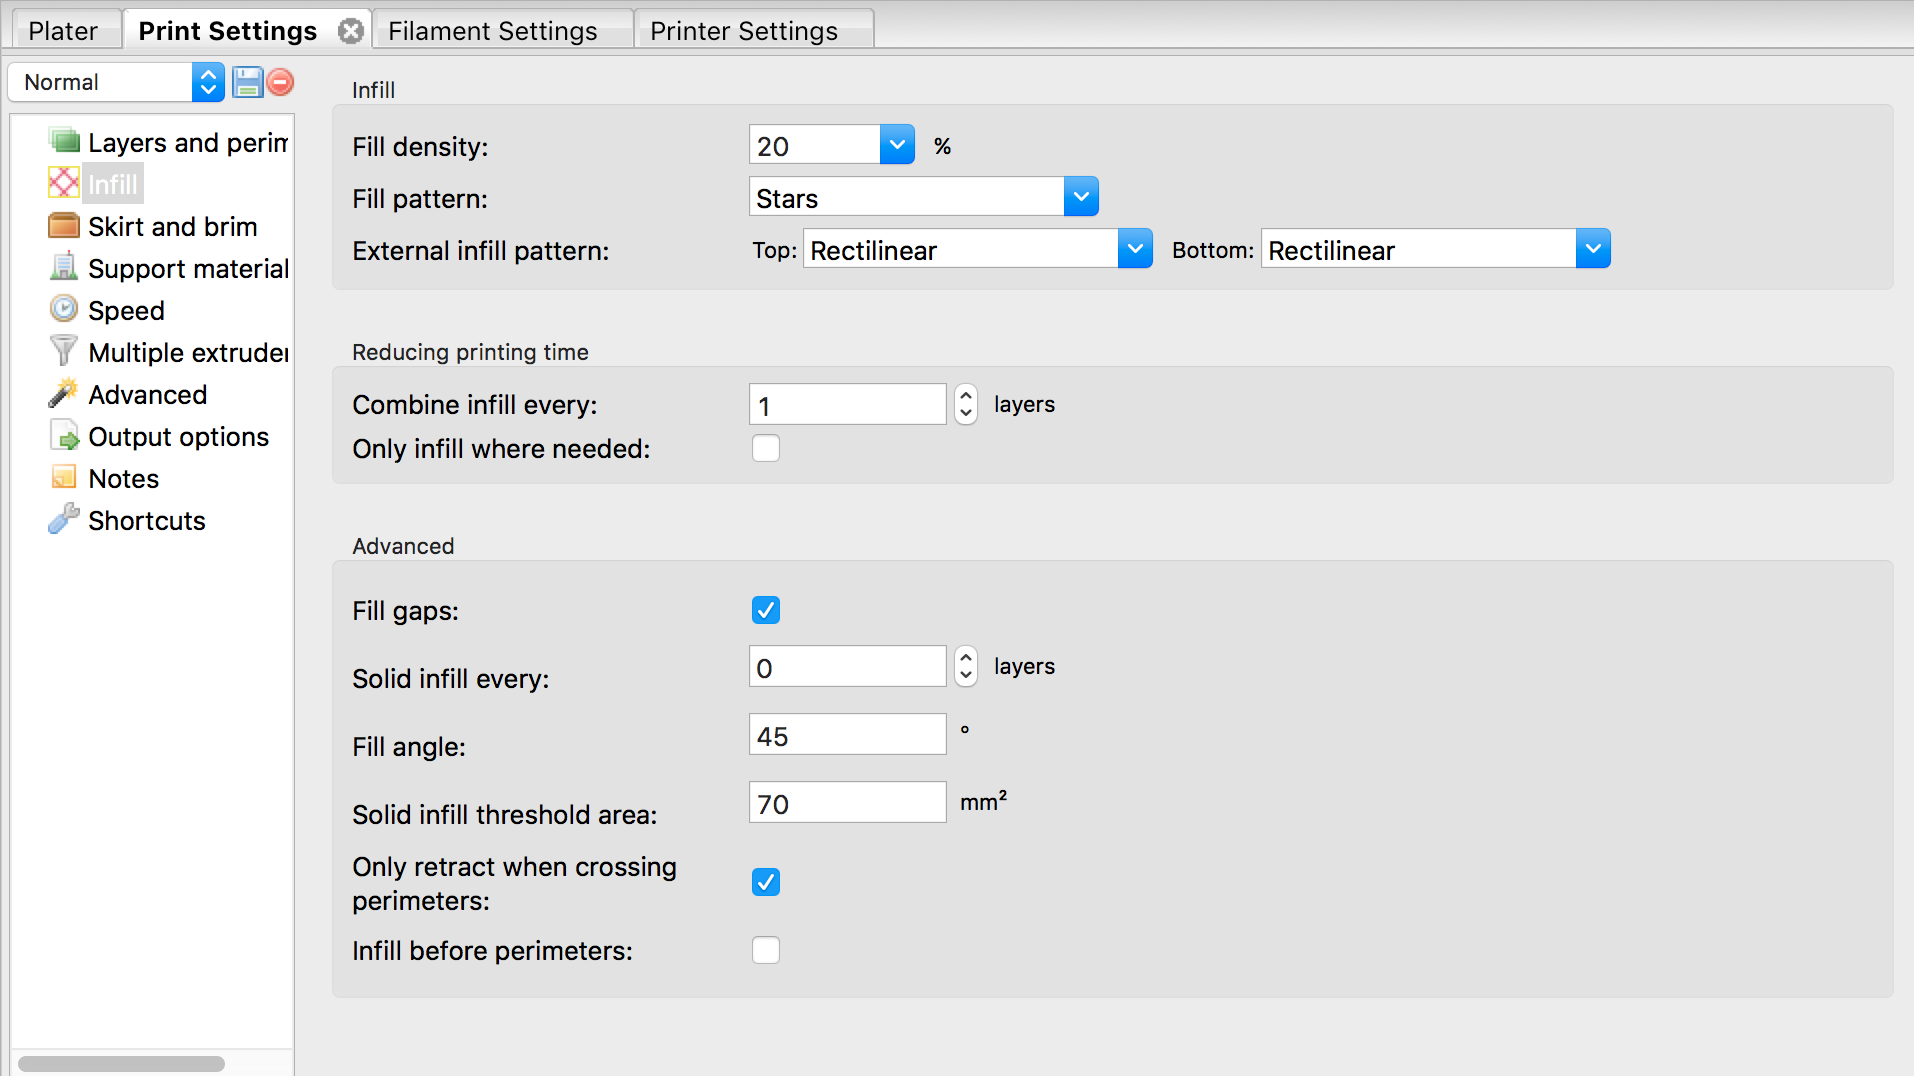 Plater Print Settings Filament Settings Printer Settings
Normal
Layers and perim
Infill
Skirt and brim
Support material
Speed
Multiple extruder
Advanced
Output options
Notes
Shortcuts
Infill
Fill density: 20 %
Fill pattern: Stars
External infill pattern: Top: Rectilinear Bottom: Rectilinear
Reducing printing time
Combine infill every: 1 layers
Only infill where needed:
Advanced
Fill gaps:
Solid infill every: 0 layers
Fill angle: 45 °
Solid infill threshold area: 70 mm²
Only retract when crossing
perimeters:
Infill before perimeters: